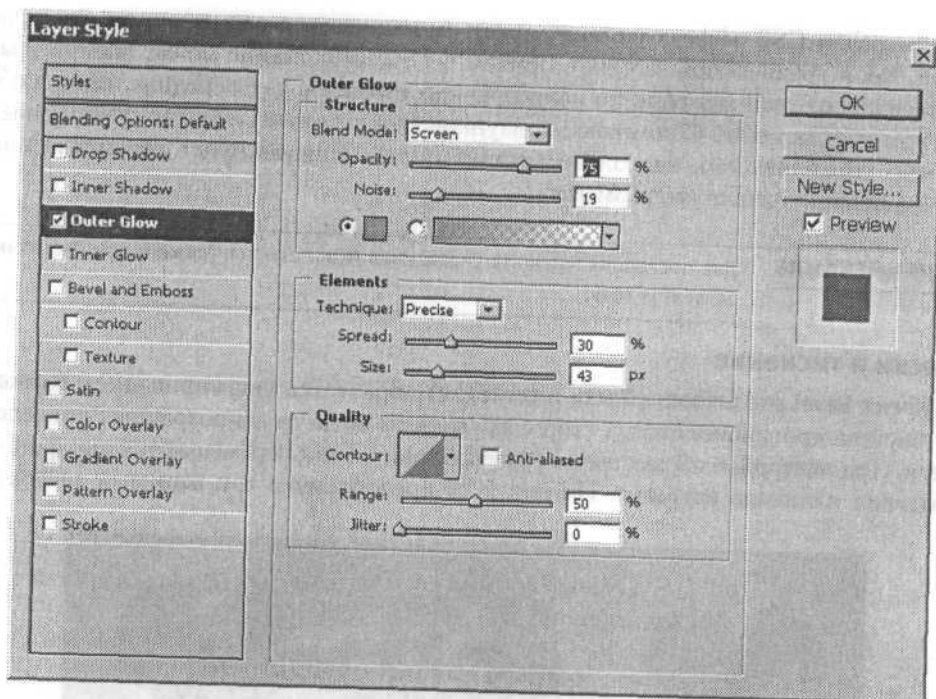 Layer Style
Styles
Blending Options: Default
Drop Shadow
Inner Shadow
Outer Glow
Inner Glow
Bevel and Emboss
Contour
Texture
Satin
Color Overlay
Gradient Overlay
Pattern Overlay
Stroke
Outer Glow
Structure
Blend Mode: Screen
Opacity: 75 %
Noise: 19 %
Elements
Technique: Precise
Spread: 30 %
Size: 43 px
Quality
Contour: Anti-aliased
Range: 50 %
Jitter: 0 %
OK
Cancel
New Style...
Preview